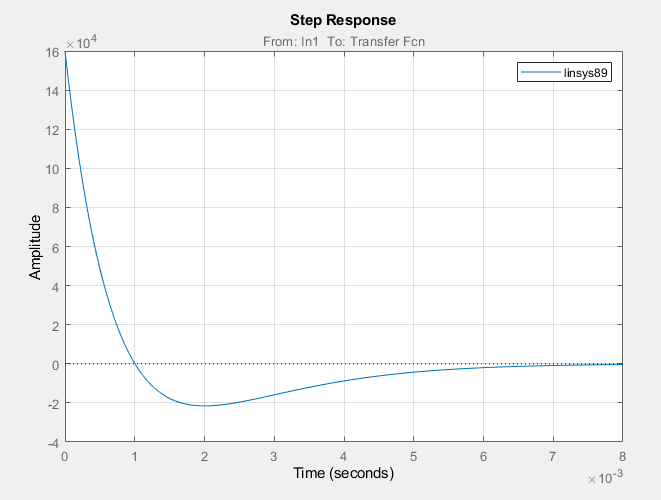 Step Response
From: In1 To: Transfer Fcn
×10^4
16
14
12
10
8
6
4
2
0
-2
-4
Amplitude
linsys89
0 1 2 3 4 5 6 7 8
Time (seconds)
×10^-3